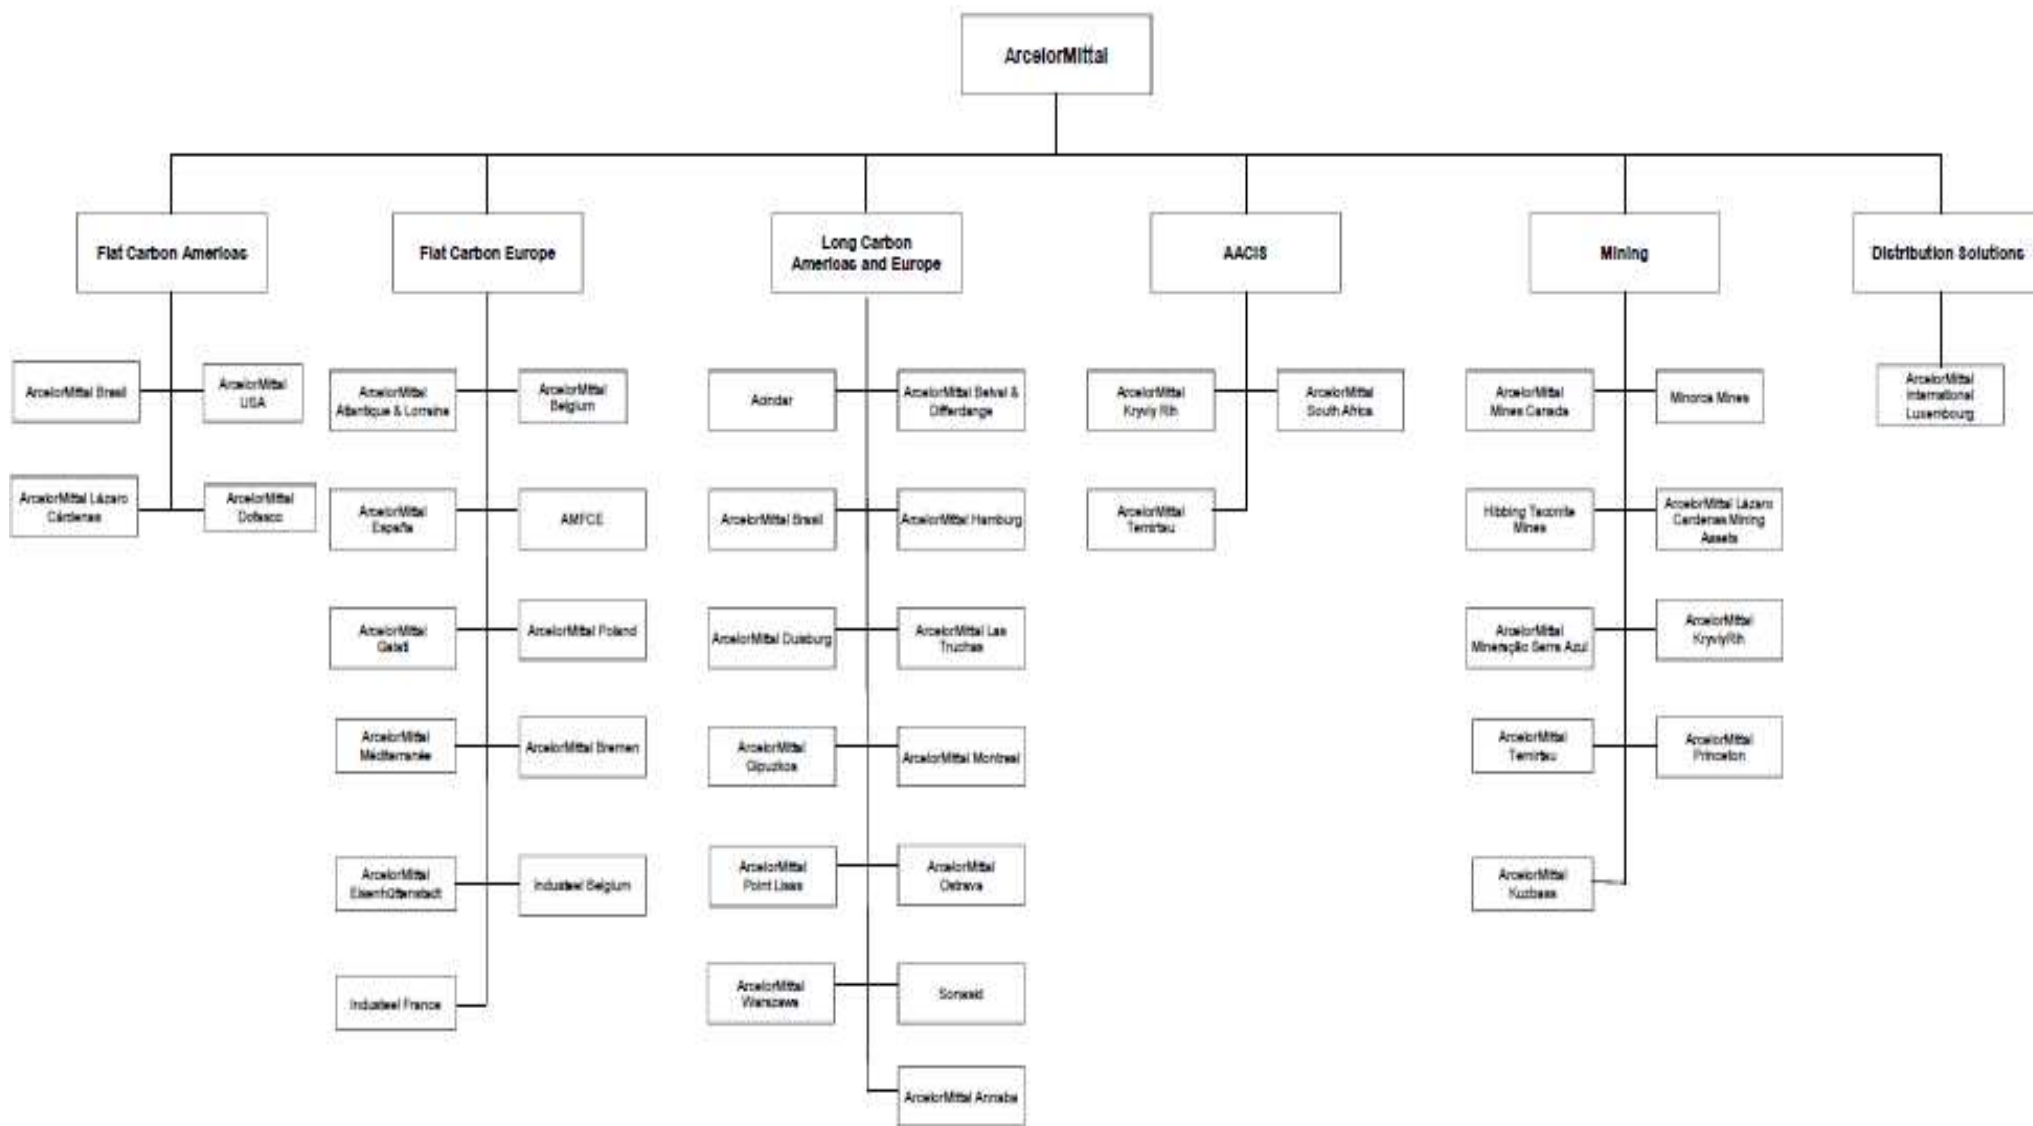 ArcelorMittal
Flat Carbon Americas
Flat Carbon Europe
Long Carbon
Americas and Europe
AACIS
Mining
Distribution Solutions
ArcelorMittal Brasil
ArcelorMittal
USA
ArcelorMittal
Atlantique & Lorraine
ArcelorMittal
Belgium
Acindar
ArcelorMittal Belval &
Differdange
ArcelorMittal
Kryviy Rih
ArcelorMittal
South Africa
ArcelorMittal
Mines Canada
Minorca Mines
ArcelorMittal
International
Luxembourg
ArcelorMittal Lázaro
Cárdenas
ArcelorMittal
Dofasco
ArcelorMittal
España
AMFCE
ArcelorMittal Brasil
ArcelorMittal Hamburg
ArcelorMittal
Temirtau
Hibbing Taconite
Mines
ArcelorMittal Lázaro
Cardenas Mining
Assets
ArcelorMittal
Galati
ArcelorMittal Poland
ArcelorMittal Duisburg
ArcelorMittal Las
Truchas
ArcelorMittal
Mineração Serra Azul
ArcelorMittal
KryviyRih
ArcelorMittal
Méditerranée
ArcelorMittal Bremen
ArcelorMittal
Gipuzkoa
ArcelorMittal Montreal
ArcelorMittal
Temirtau
ArcelorMittal
Princeton
ArcelorMittal
Eisenhüttenstadt
Industeel Belgium
ArcelorMittal
Point Lisas
ArcelorMittal
Ostrava
ArcelorMittal
Kuzbass
Industeel France
ArcelorMittal
Warszawa
Sonasid
ArcelorMittal Annaba